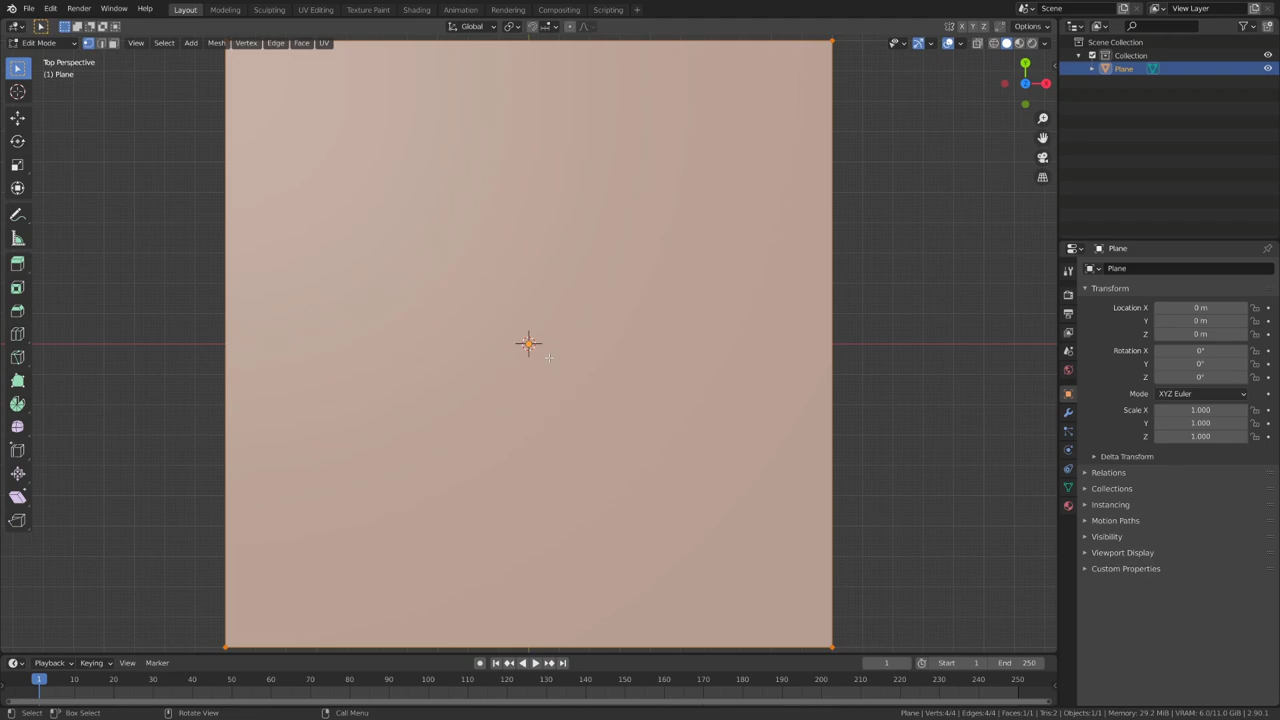 File Edit Render Window Help Layout Modeling Sculpting UV Editing Texture Paint Shading Animation Rendering Compositing Scripting + Scene View Layer
Global X Y Z Options
Edit Mode View Select Add Mesh Vertex Edge Face UV
Scene Collection
Collection
Plane
Top Perspective
(1) Plane
Y
Z X
Plane
Plane
Transform
Location X 0 m
Y 0 m
Z 0 m
Rotation X 0°
Y 0°
Z 0°
Mode XYZ Euler
Scale X 1.000
Y 1.000
Z 1.000
Delta Transform
Relations
Collections
Instancing
Motion Paths
Visibility
Viewport Display
Custom Properties
Playback Keying View Marker 1 Start 1 End 250
1 10 20 30 40 50 60 70 80 90 100 110 120 130 140 150 160 170 180 190 200 210 220 230 240 250
Select Box Select Rotate View Call Menu Plane | Verts:4/4 | Edges:4/4 | Faces:1/1 | Tris:2 | Objects:1/1 | Memory: 29.2 MiB | VRAM: 6.0/11.0 GiB | 2.90.1